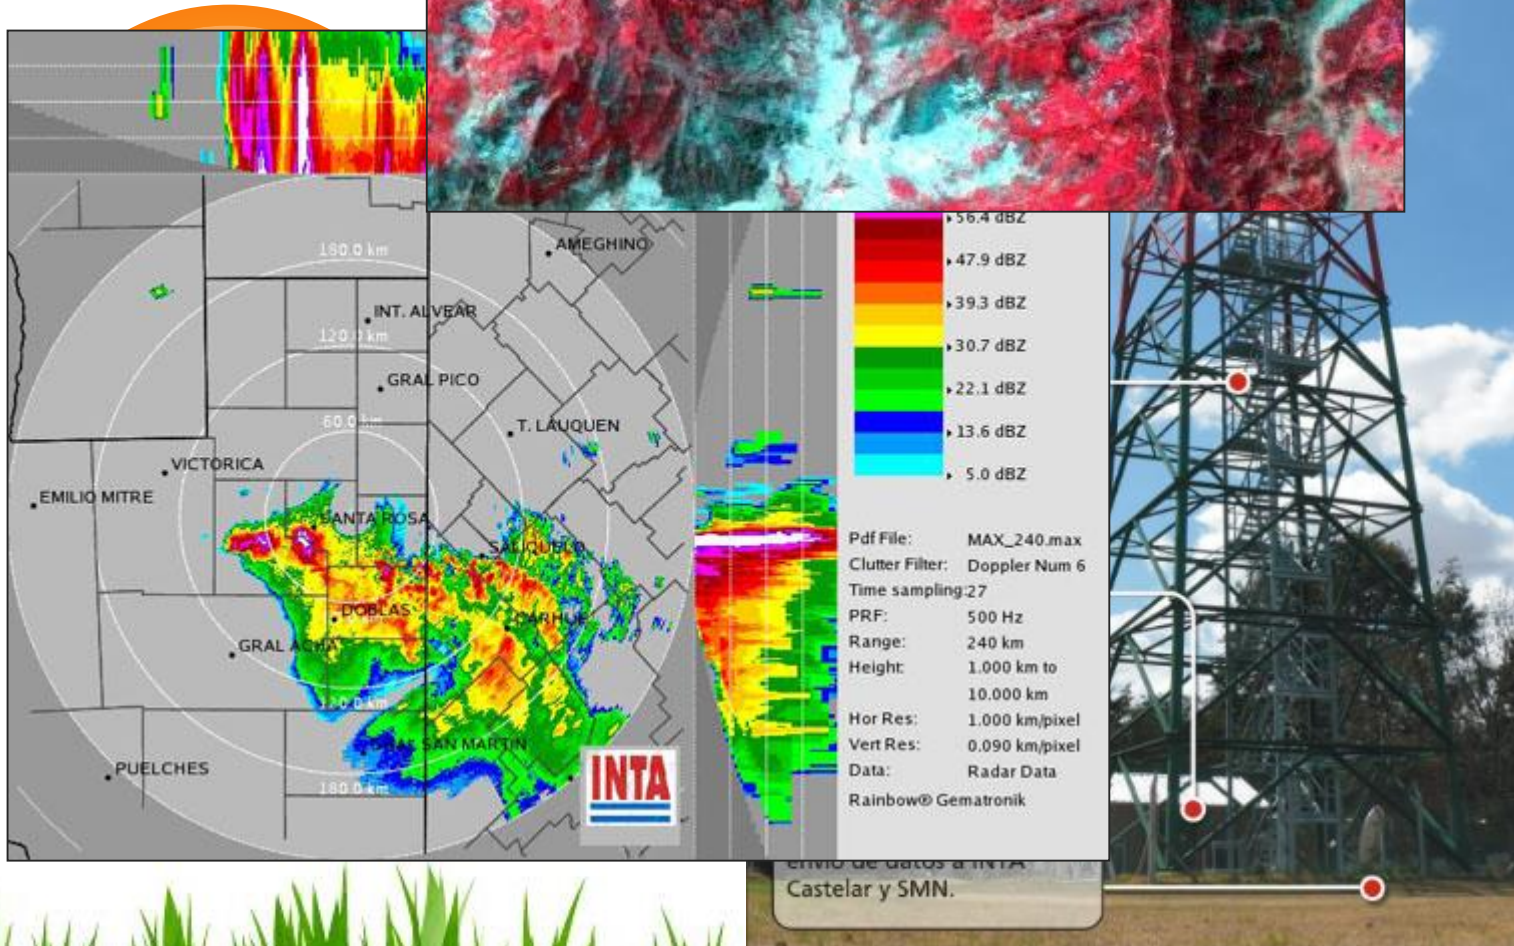 180.0 km
AMEGHINO
INT. ALVEAR
120.0 km
GRAL PICO
60.0 km
T. LAUQUEN
VICTORICA
EMILIO MITRE
SANTA ROSA
SALIQUELO
DOBLAS
CARHUE
GRAL ACHA
120.0 km
GRAL SAN MARTIN
PUELCHES
180.0 km
INTA
56.4 dBZ
47.9 dBZ
39.3 dBZ
30.7 dBZ
22.1 dBZ
13.6 dBZ
5.0 dBZ
Pdf File: MAX_240.max
Clutter Filter: Doppler Num 6
Time sampling:27
PRF: 500 Hz
Range: 240 km
Height: 1.000 km to
10.000 km
Hor Res: 1.000 km/pixel
Vert Res: 0.090 km/pixel
Data: Radar Data
Rainbow® Gematronik
envío de datos a INTA
Castelar y SMN.